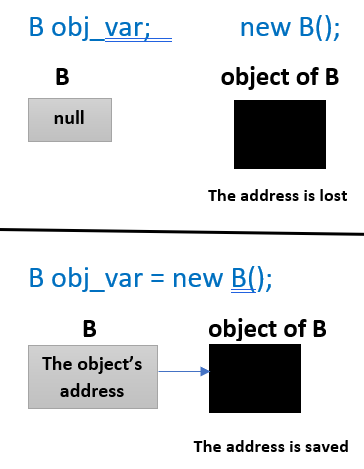 B obj_var; new B();
B object of B
null
The address is lost
B obj_var = new B();
B object of B
The object's
address
The address is saved